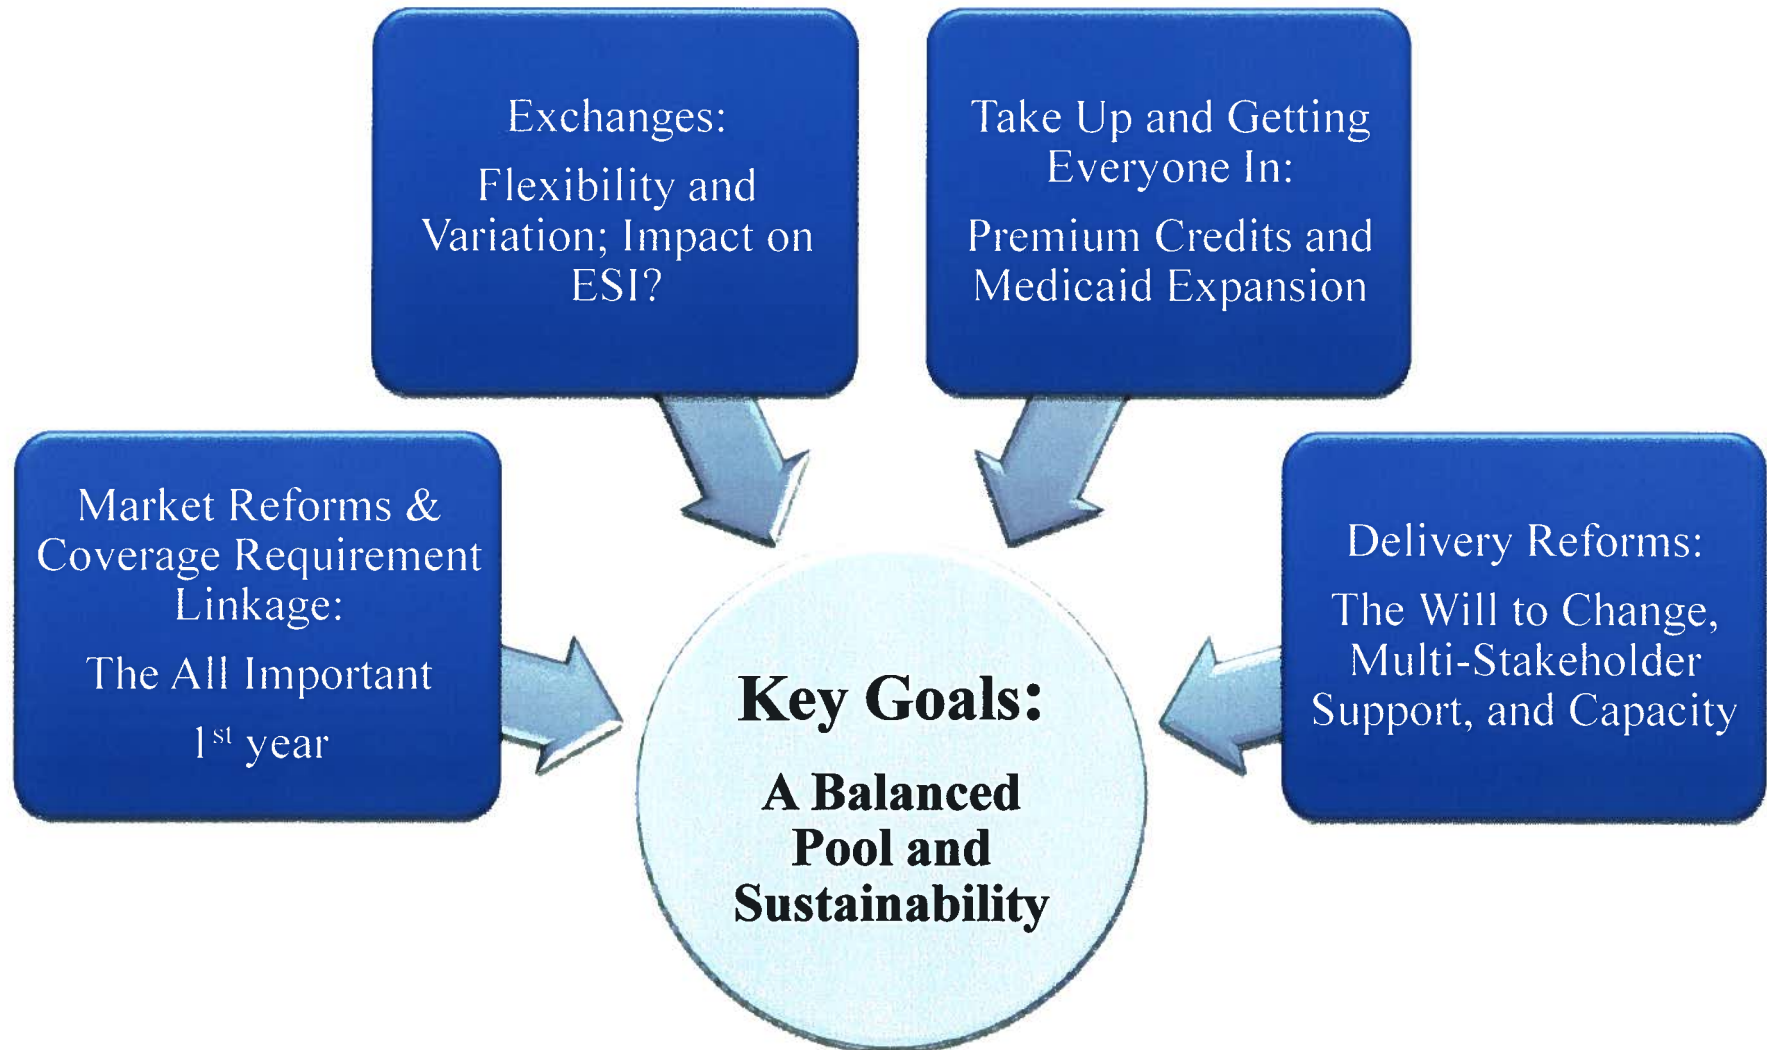 Exchanges:
Flexibility and
Variation; Impact on
ESI?
Take Up and Getting
Everyone In:
Premium Credits and
Medicaid Expansion
Market Reforms &
Coverage Requirement
Linkage:
The All Important
1st year
Delivery Reforms:
The Will to Change,
Multi-Stakeholder
Support, and Capacity
Key Goals:
A Balanced
Pool and
Sustainability